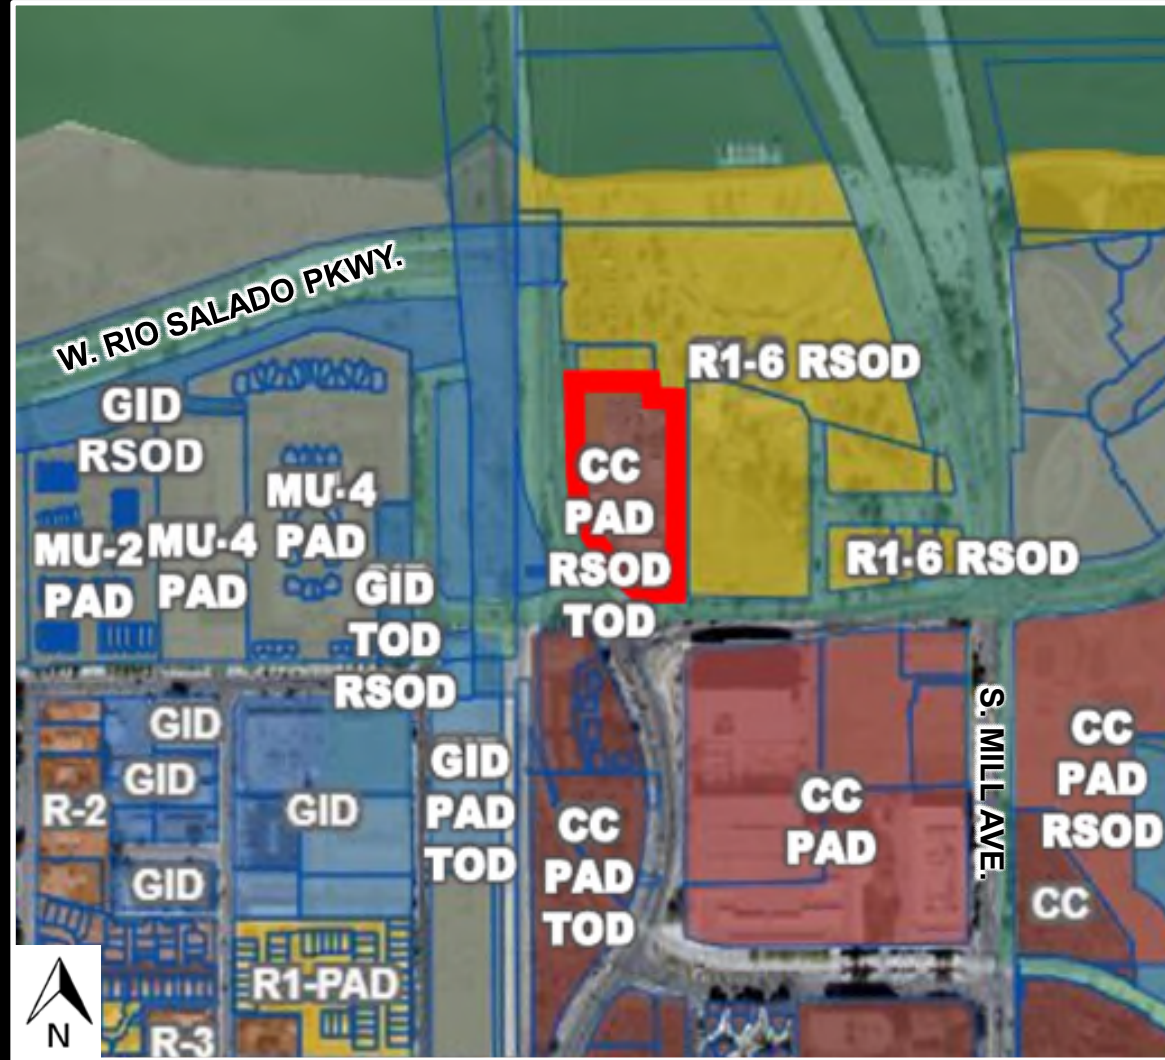 W. RIO SALADO PKWY.
R1-6 RSOD
GID
RSOD
MU-4
PAD
MU-2
PAD
MU-4
PAD
CC
PAD
RSOD
TOD
R1-6 RSOD
GID
TOD
RSOD
GID
GID
R-2
GID
GID
GID
PAD
TOD
CC
PAD
TOD
CC
PAD
S. MILL AVE.
CC
PAD
RSOD
CC
R1-PAD
R-3
N